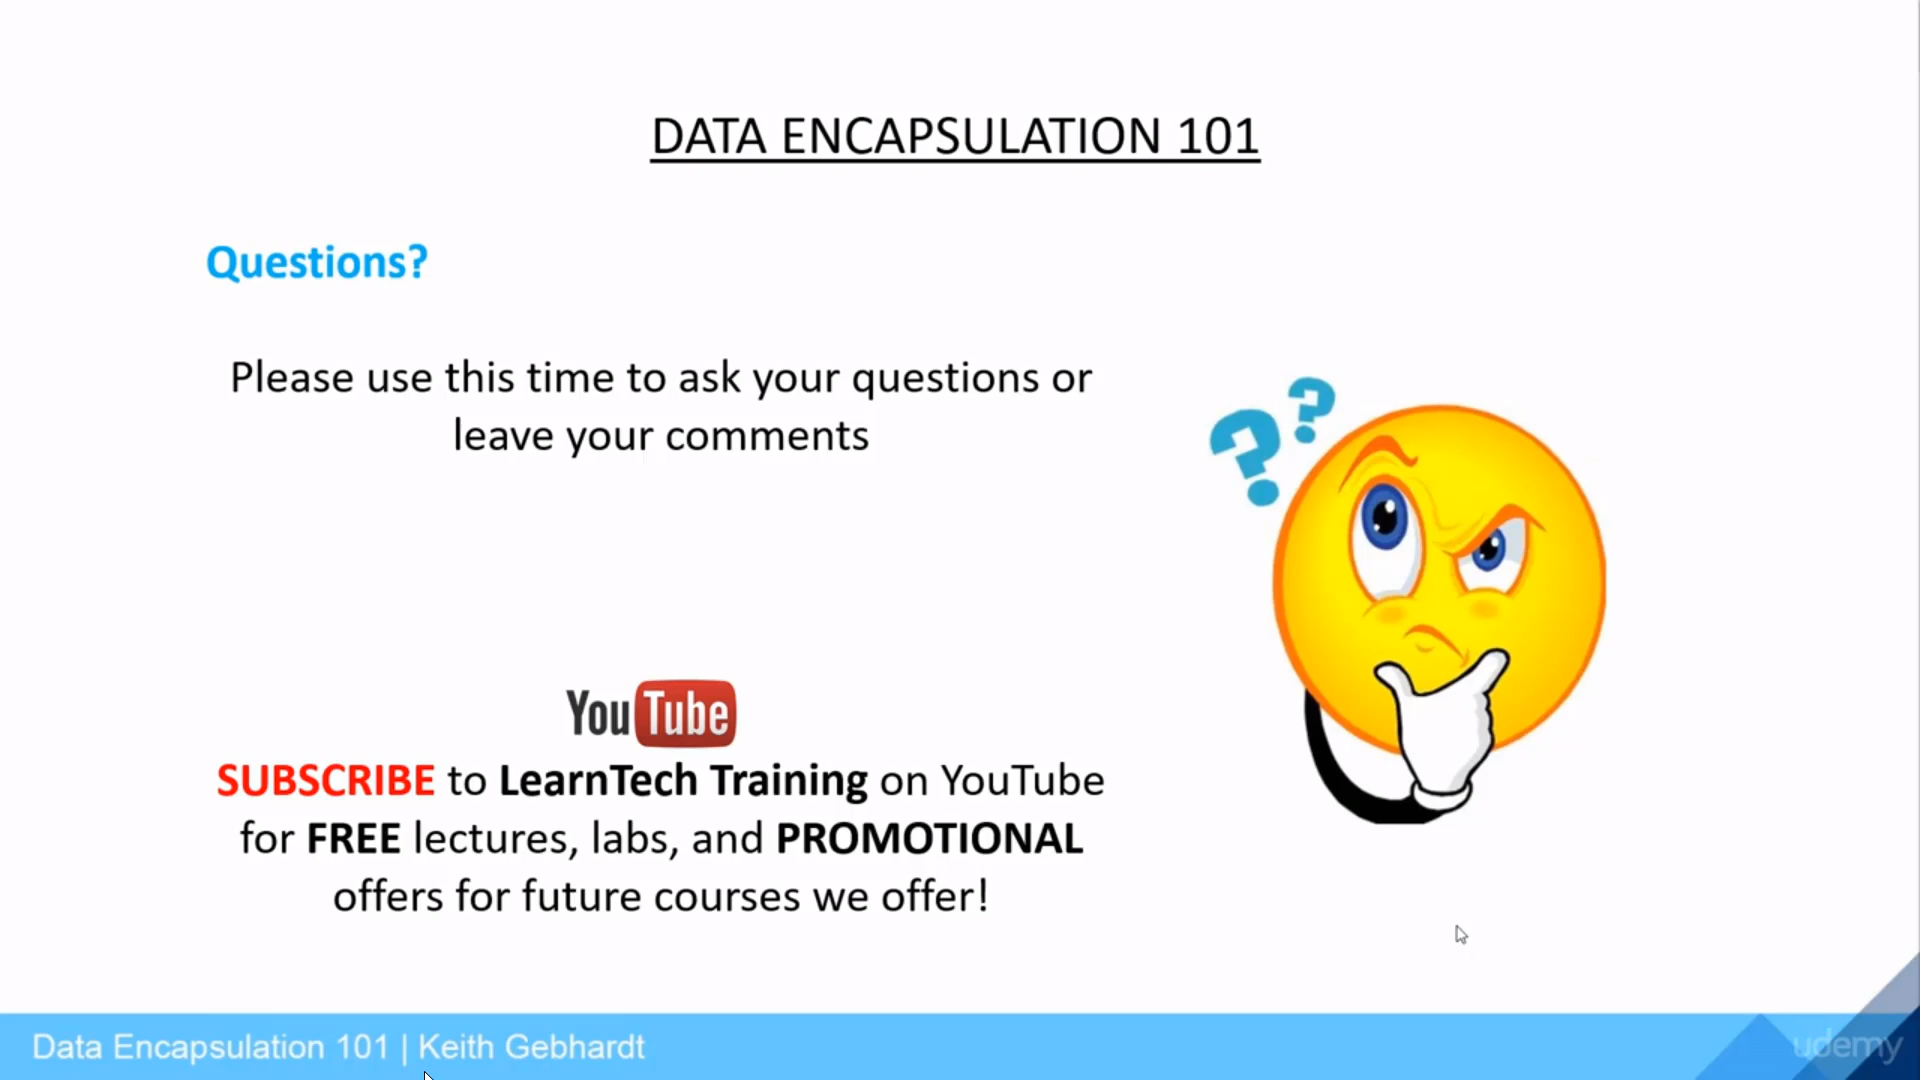 DATA ENCAPSULATION 101
Questions?
Please use this time to ask your questions or
leave your comments
? ?
YouTube
SUBSCRIBE to LearnTech Training on YouTube
for FREE lectures, labs, and PROMOTIONAL
offers for future courses we offer!
Data Encapsulation 101 | Keith Gebhardt
udemy